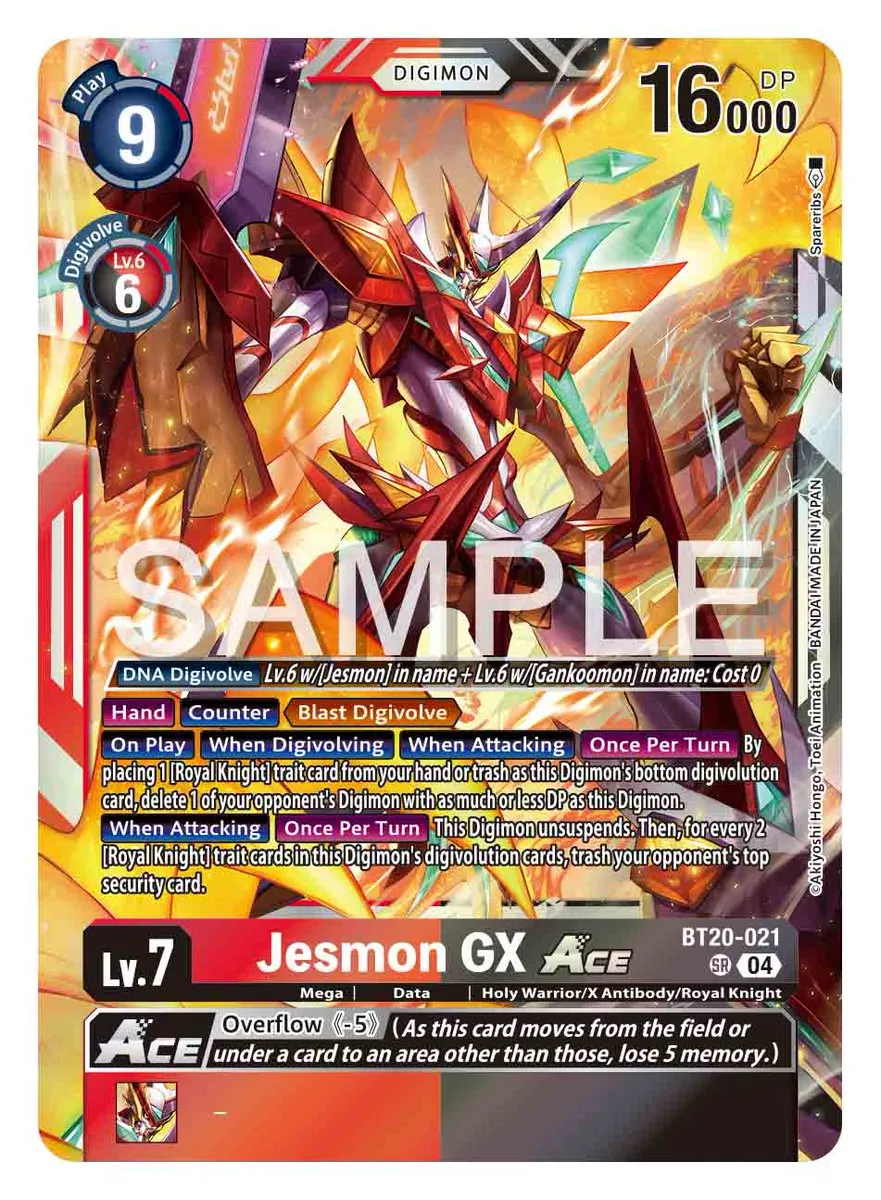 DIGIMON
Play
9
16000
DP
Digivolve
Lv.6
6
Spareribs
SAMPLE
DNA Digivolve Lv.6 w/[Jesmon] in name + Lv.6 w/[Gankoomon] in name: Cost 0
Hand Counter Blast Digivolve
On Play When Digivolving When Attacking Once Per Turn By
placing 1 [Royal Knight] trait card from your hand or trash as this Digimon's bottom digivolution
card, delete 1 of your opponent's Digimon with as much or less DP as this Digimon.
When Attacking Once Per Turn This Digimon unsuspends. Then, for every 2
[Royal Knight] trait cards in this Digimon's digivolution cards, trash your opponent's top
security card.
©Akiyoshi Hongo, Toei Animation BANDAI MADE IN JAPAN
Lv.7
Jesmon GX ACE
BT20-021
SR 04
Mega | Data | Holy Warrior/X Antibody/Royal Knight
ACE
Overflow 《-5》 (As this card moves from the field or
under a card to an area other than those, lose 5 memory.)
–